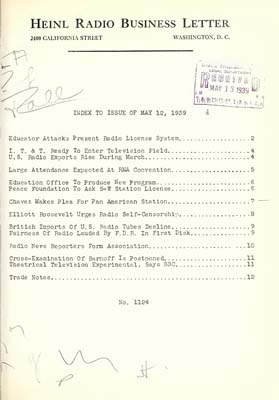 HEINL RADIO BUSINESS LETTER
2400 CALIFORNIA STREET WASHINGTON, D. C.
RECEIVED
MAY 15 1939
INDEX TO ISSUE OF MAY 12, 1939
Educator Attacks Present Radio License System.....2
I. T. & T. Ready To Enter Television Field.....4
U. S. Radio Exports Rise During March.....4
Large Attendance Expected At RMA Convention.....5
Education Office To Produce New Program.....6
Peace Foundation To Ask S-W Station License.....6
Chaves Makes Plea For Pan American Station.....7
Elliott Roosevelt Urges Radio Self-Censorship.....8
British Imports Of U.S. Radio Tubes Decline.....9
Fairness Of Radio Lauded By F.D.R. In First Disk.....9
Radio News Reporters Form Association.....10
Cross-Examination Of Sarnoff Is Postponed.....11
Theatrical Television Experimental, Says BBC.....11
Trade Notes.....12
No. 1124